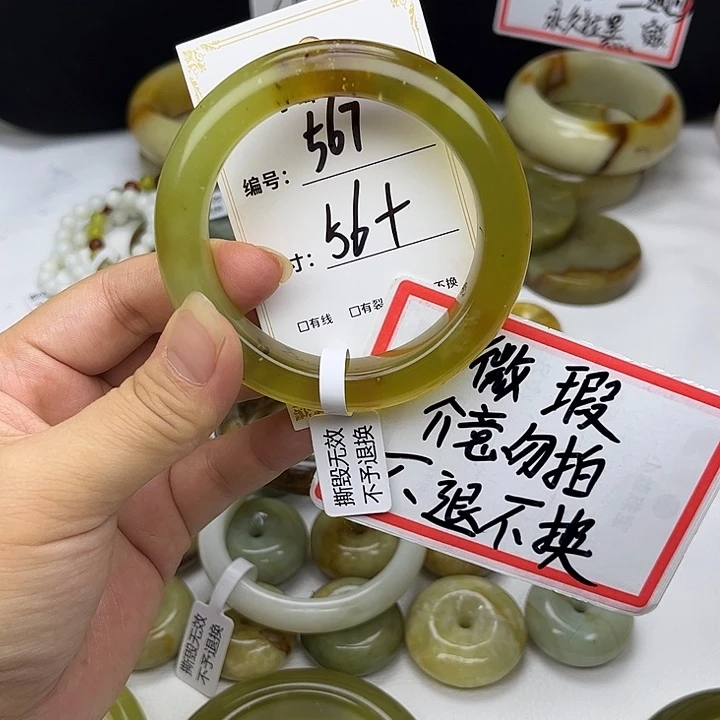 编号: 567
寸: 56+
□有线 □有裂
不换
微瑕
介意勿拍
不退不换
撕毁无效
不予退换
撕毁无效
不予退换